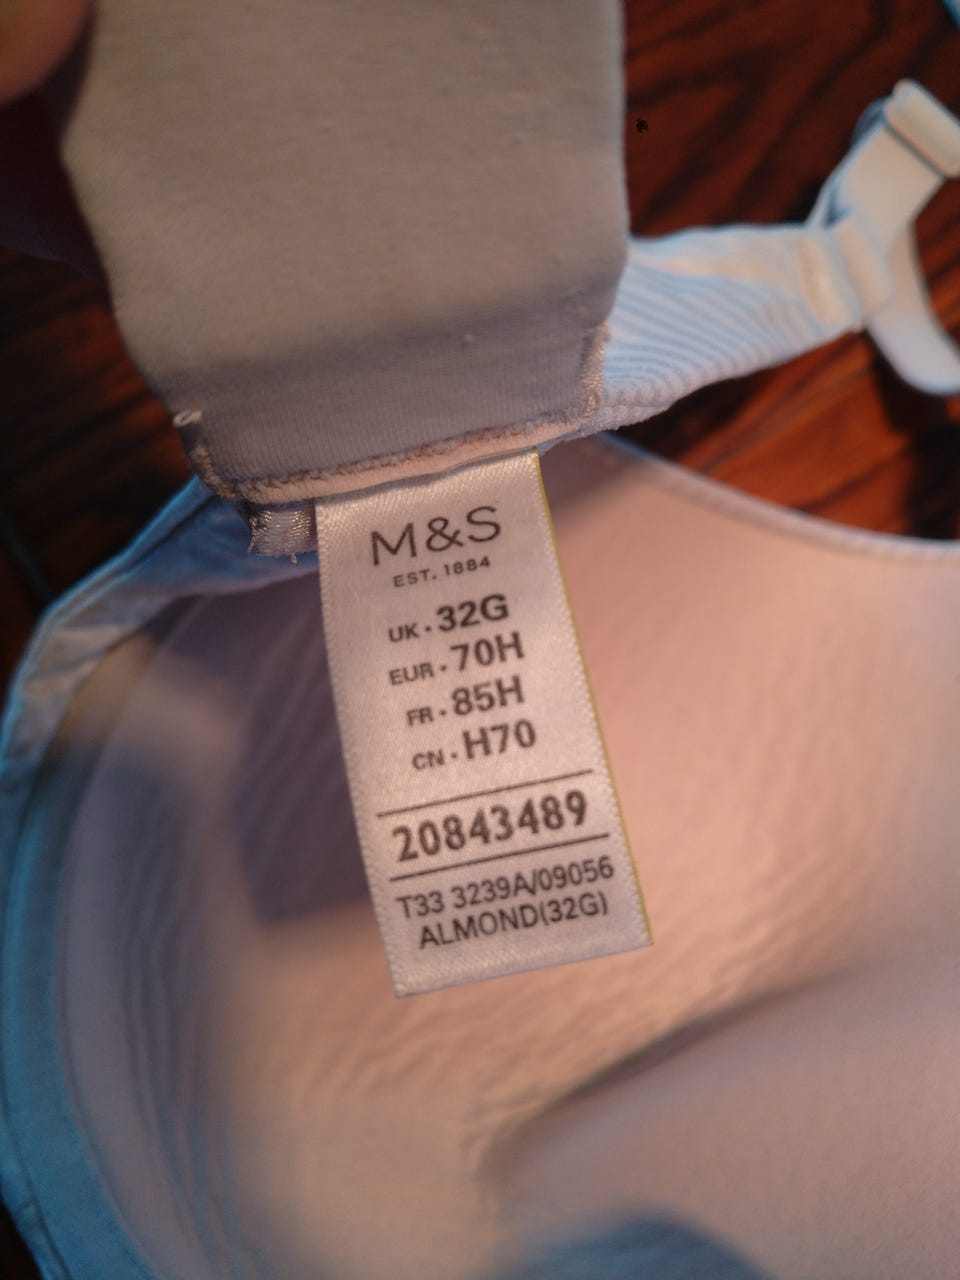 M&S
EST. 1884
UK · 32G
EUR · 70H
FR · 85H
CN · H70
20843489
T33 3239A/09056
ALMOND(32G)